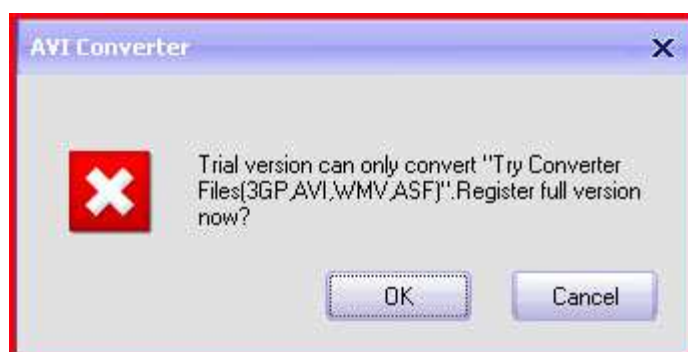 AVI Converter
Trial version can only convert "Try Converter
Files(3GP,AVI,WMV,ASF)".Register full version
now?
OK
Cancel